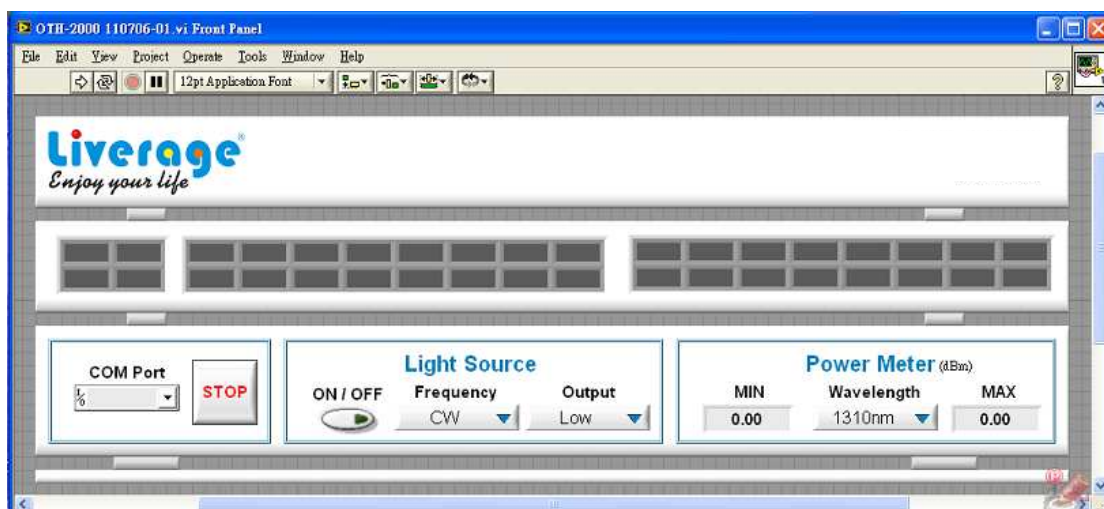 OTH-2000 110706-01.vi Front Panel
File Edit View Project Operate Tools Window Help
12pt Application Font
Liverage®
Enjoy your life
COM Port
STOP
Light Source
ON / OFF Frequency Output
CW Low
Power Meter (dBm)
MIN Wavelength MAX
0.00 1310nm 0.00